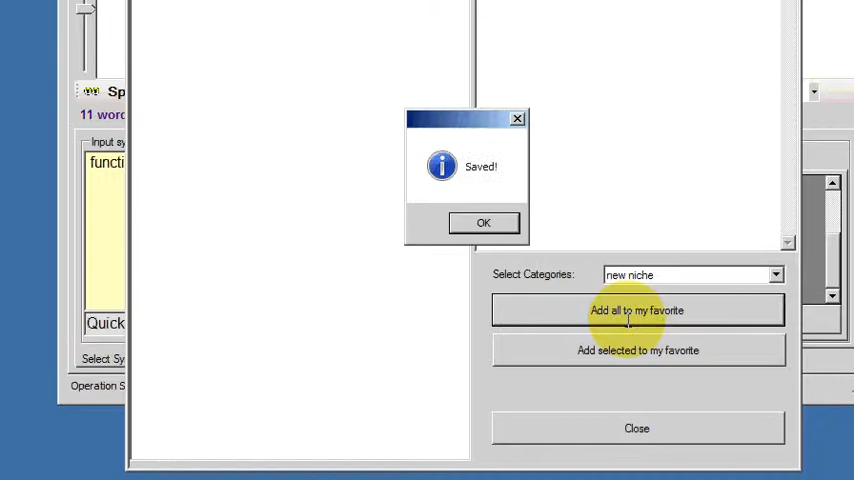 Sp
11 word
Input sy
functi
Quick
Select Sy
Operation S
Saved!
OK
Select Categories:
new niche
Add all to my favorite
Add selected to my favorite
Close